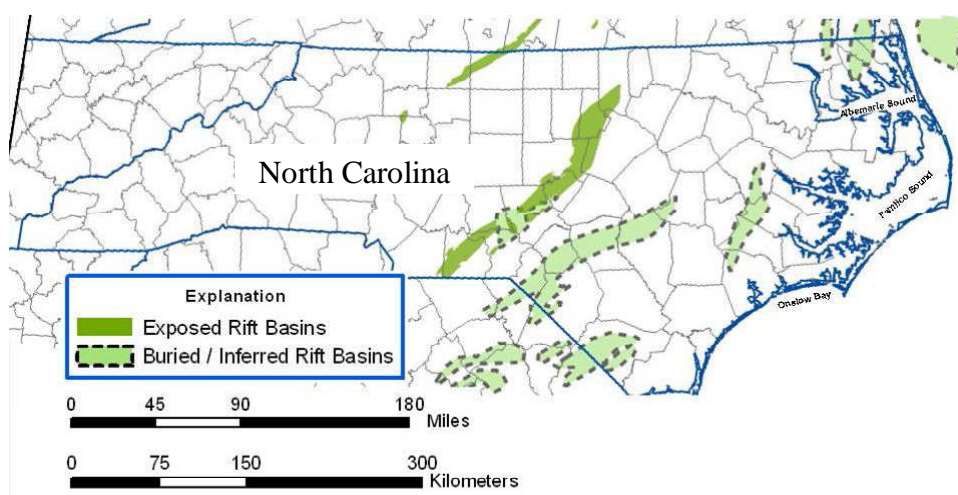 Albemarle Sound
North Carolina
Pamlico Sound
Onslow Bay
Explanation
Exposed Rift Basins
Buried / Inferred Rift Basins
0 45 90 180
Miles
0 75 150 300
Kilometers